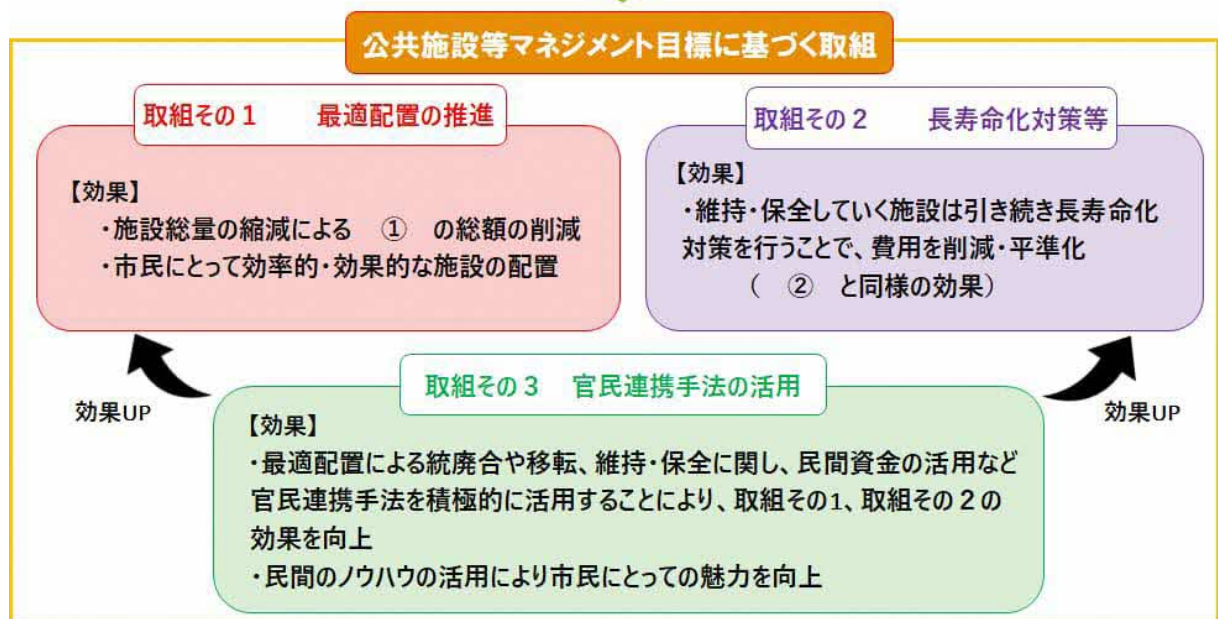 公共施設等マネジメント目標に基づく取組
取組その１　最適配置の推進
【効果】
・施設総量の縮減による　①　の総額の削減
・市民にとって効率的・効果的な施設の配置
取組その２　長寿命化対策等
【効果】
・維持・保全していく施設は引き続き長寿命化
対策を行うことで、費用を削減・平準化
（　②　と同様の効果）
効果UP
取組その３　官民連携手法の活用
効果UP
【効果】
・最適配置による統廃合や移転、維持・保全に関し、民間資金の活用など
官民連携手法を積極的に活用することにより、取組その1、取組その２の
効果を向上
・民間のノウハウの活用により市民にとっての魅力を向上